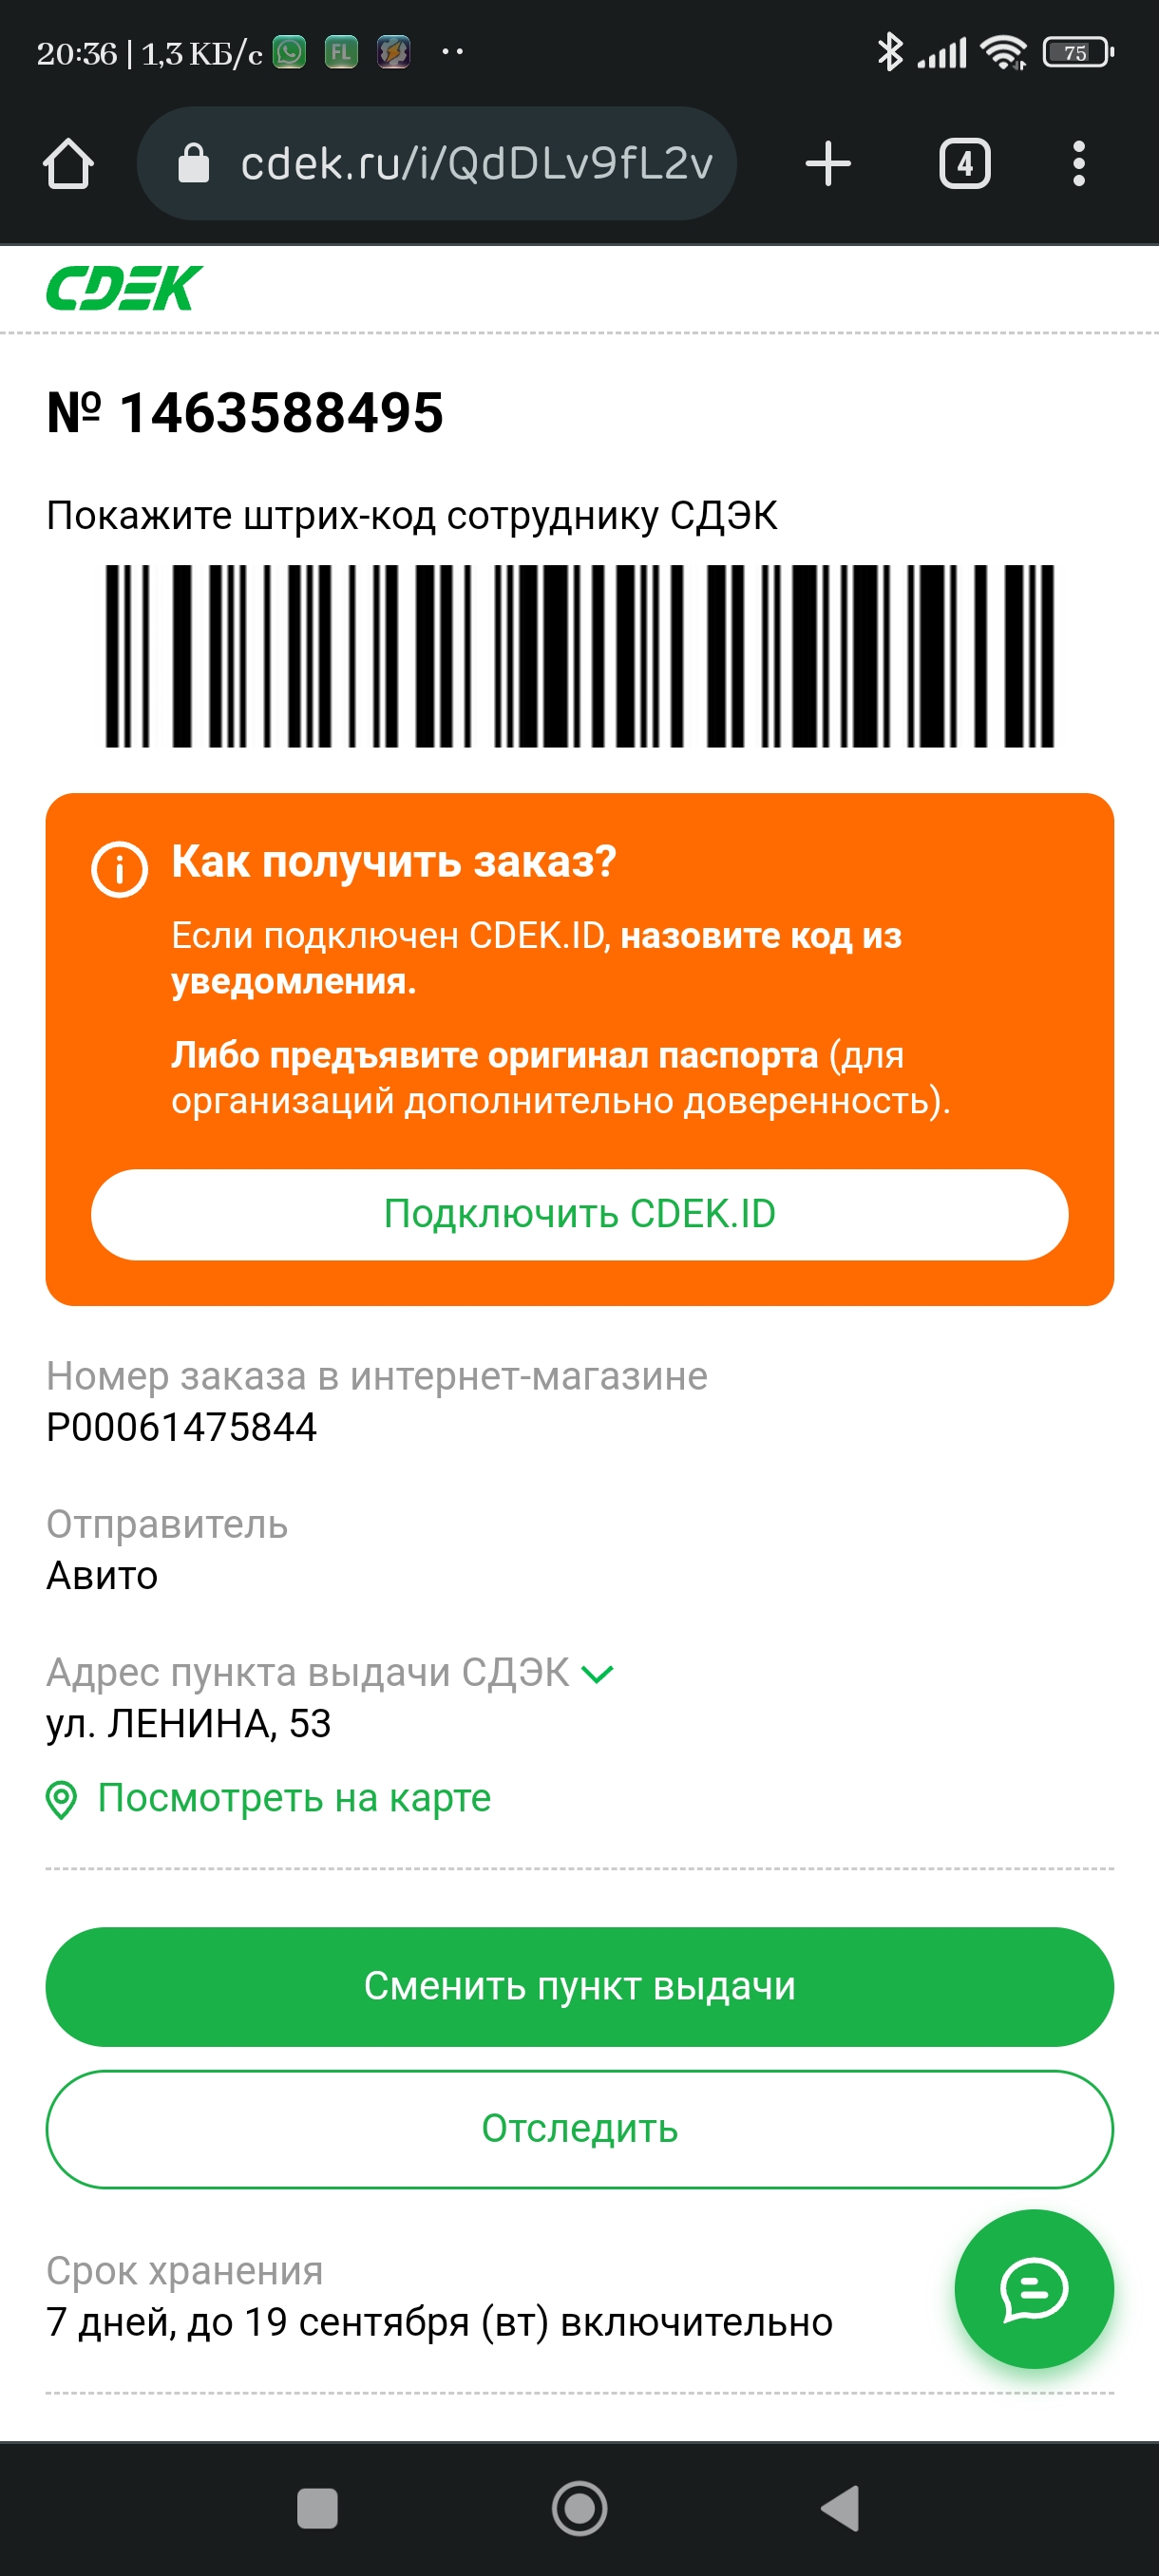 20:36 | 1,3 КБ/с
FL
75
cdek.ru/i/QdDLv9fL2v
4
CDEK
№ 1463588495
Покажите штрих-код сотруднику СДЭК
Как получить заказ?
Если подключен CDEK.ID, назовите код из
уведомления.
Либо предъявите оригинал паспорта (для
организаций дополнительно доверенность).
Подключить CDEK.ID
Номер заказа в интернет-магазине
P00061475844
Отправитель
Авито
Адрес пункта выдачи СДЭК
ул. ЛЕНИНА, 53
Посмотреть на карте
Сменить пункт выдачи
Отследить
Срок хранения
7 дней, до 19 сентября (вт) включительно